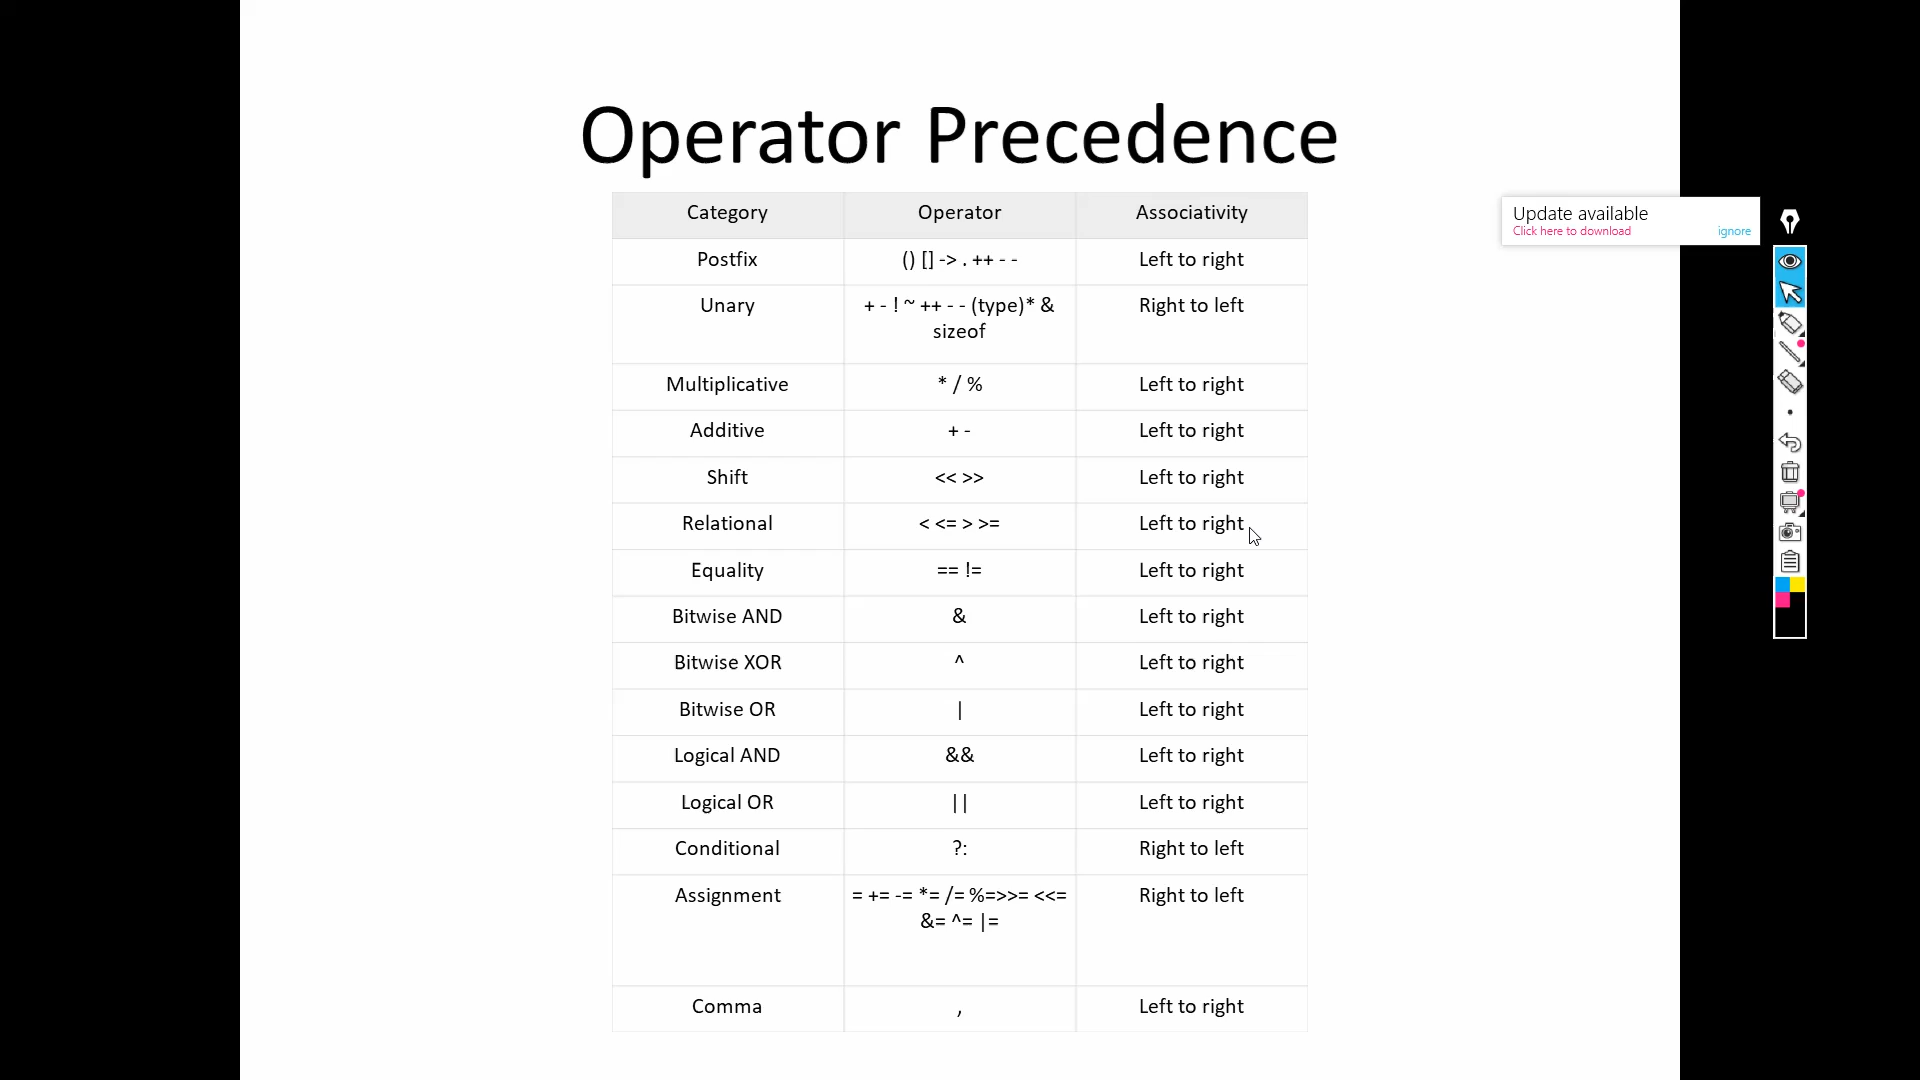 Operator Precedence
Category Operator Associativity
Postfix () [] -> . ++ - - Left to right
Unary + - ! ~ ++ - - (type)* & Right to left
sizeof
Multiplicative * / % Left to right
Additive + - Left to right
Shift << >> Left to right
Relational < <= > >= Left to right
Equality == != Left to right
Bitwise AND & Left to right
Bitwise XOR ^ Left to right
Bitwise OR | Left to right
Logical AND && Left to right
Logical OR || Left to right
Conditional ?: Right to left
Assignment = += -= *= /= %=>>= <<= Right to left
&= ^= |=
Comma , Left to right
Update available
Click here to download ignore